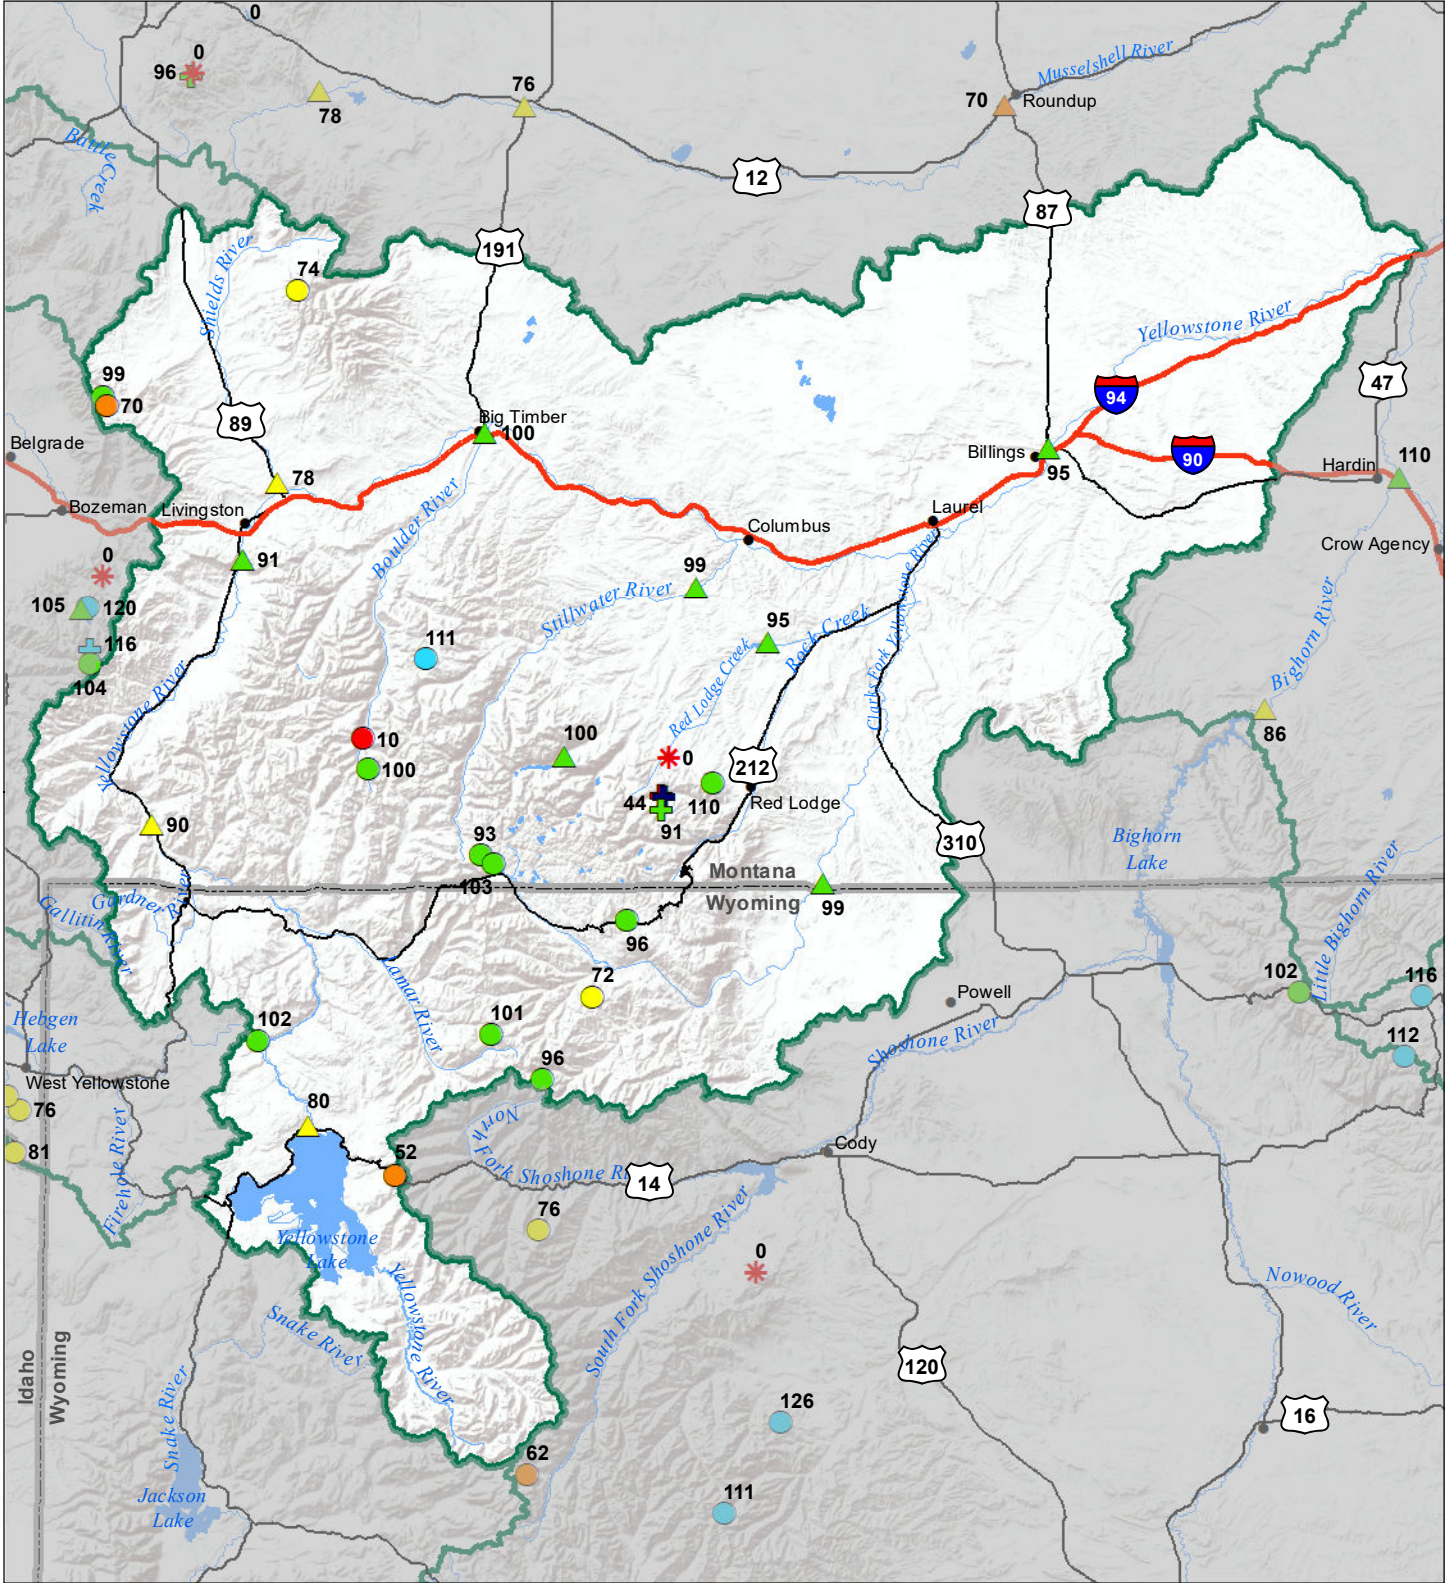 0
0
96
78
76
70
Roundup
Musselshell River
Battle Creek
12
87
191
Shields River
74
Yellowstone River
99
70
89
Big Timber
100
94
47
Belgrade
Billings
95
90
Hardin
110
78
Bozeman
Livingston
Boulder River
Laurel
Columbus
Crow Agency
0
91
99
Stillwater River
105
120
95
Rock Creek
Clarks Fork Yellowstone River
116
104
111
Red Lodge Creek
Bighorn River
Yellowstone River
86
10
100
100
0
212
44
110
91
Red Lodge
90
93
103
310
Bighorn
Lake
Montana
Wyoming
99
Gardner River
Gallitin River
96
Little Bighorn River
72
Lamar River
Powell
102
116
Hebgen
Lake
102
101
Shoshone River
112
96
West Yellowstone
76
80
North
Fork Shoshone Ri
Cody
81
52
14
Firehole River
76
Yellowstone
Lake
0
South Fork Shoshone River
Yellowstone River
Nowood River
Snake River
Idaho
Wyoming
120
Snake River
126
16
62
Jackson
Lake
111